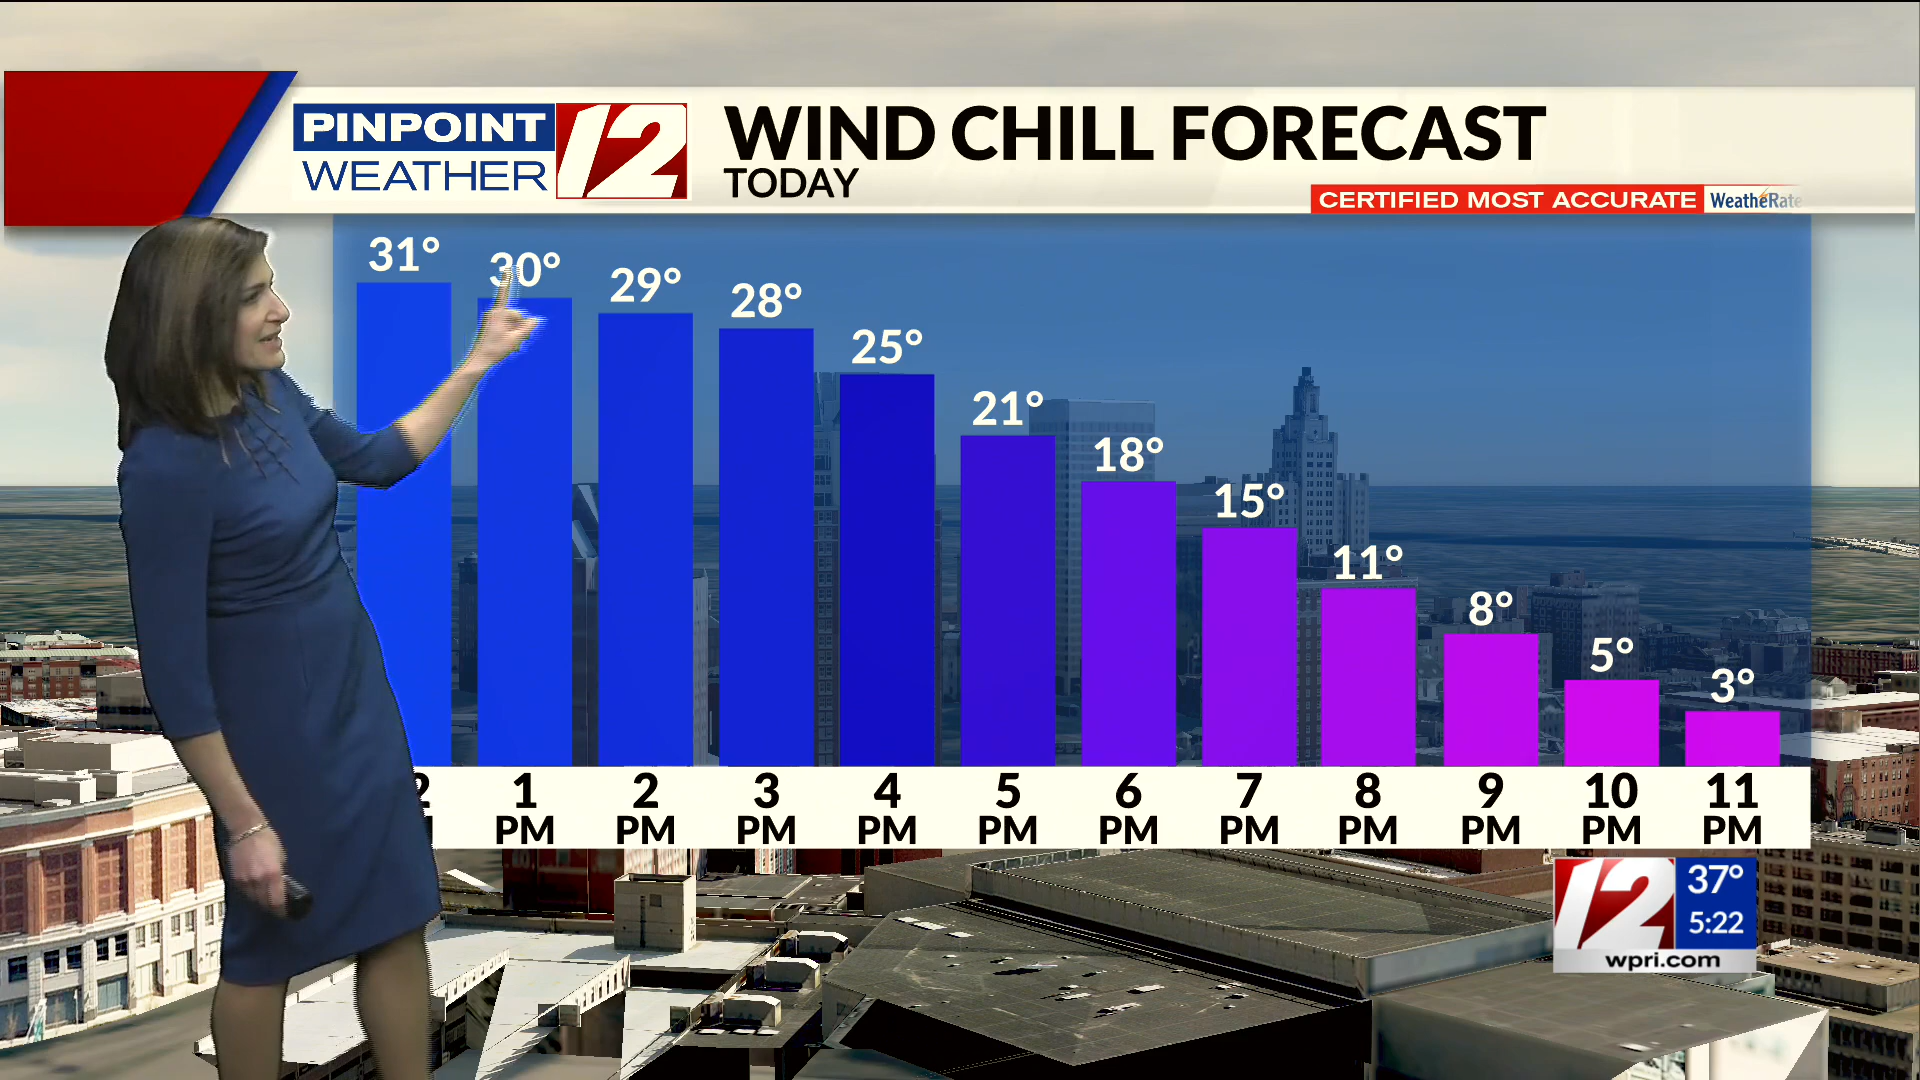 PINPOINT
WEATHER
12
WIND CHILL FORECAST
TODAY
CERTIFIED MOST ACCURATE
WeatheRate
31° 30° 29° 28° 25° 21° 18° 15° 11° 8° 5° 3°
2 1 2 3 4 5 6 7 8 9 10 11
PM PM PM PM PM PM PM PM PM PM PM
12
37°
5:22
wpri.com